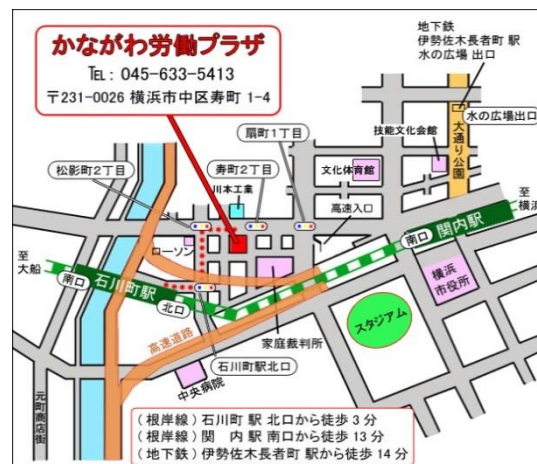 かながわ労働プラザ
TEL: 045-633-5413
〒231-0026 横浜市中区寿町 1-4
地下鉄
伊勢佐木長者町 駅
水の広場 出口
水の広場出口
大通り公園
技能文化会館
扇町1丁目
文化体育館
松影町2丁目
寿町2丁目
川本工業
高速入口
至
横浜
関内駅
南口
ローソン
至
大船
南口
石川町駅
北口
横浜
市役所
スタジアム
家庭裁判所
高速道路
石川町駅北口
中央病院
元町商店街
(根岸線) 石川町 駅 北口から徒歩 3 分
(根岸線) 関 内 駅 南口から徒歩 13 分
(地下鉄) 伊勢佐木長者町 駅から徒歩 14 分